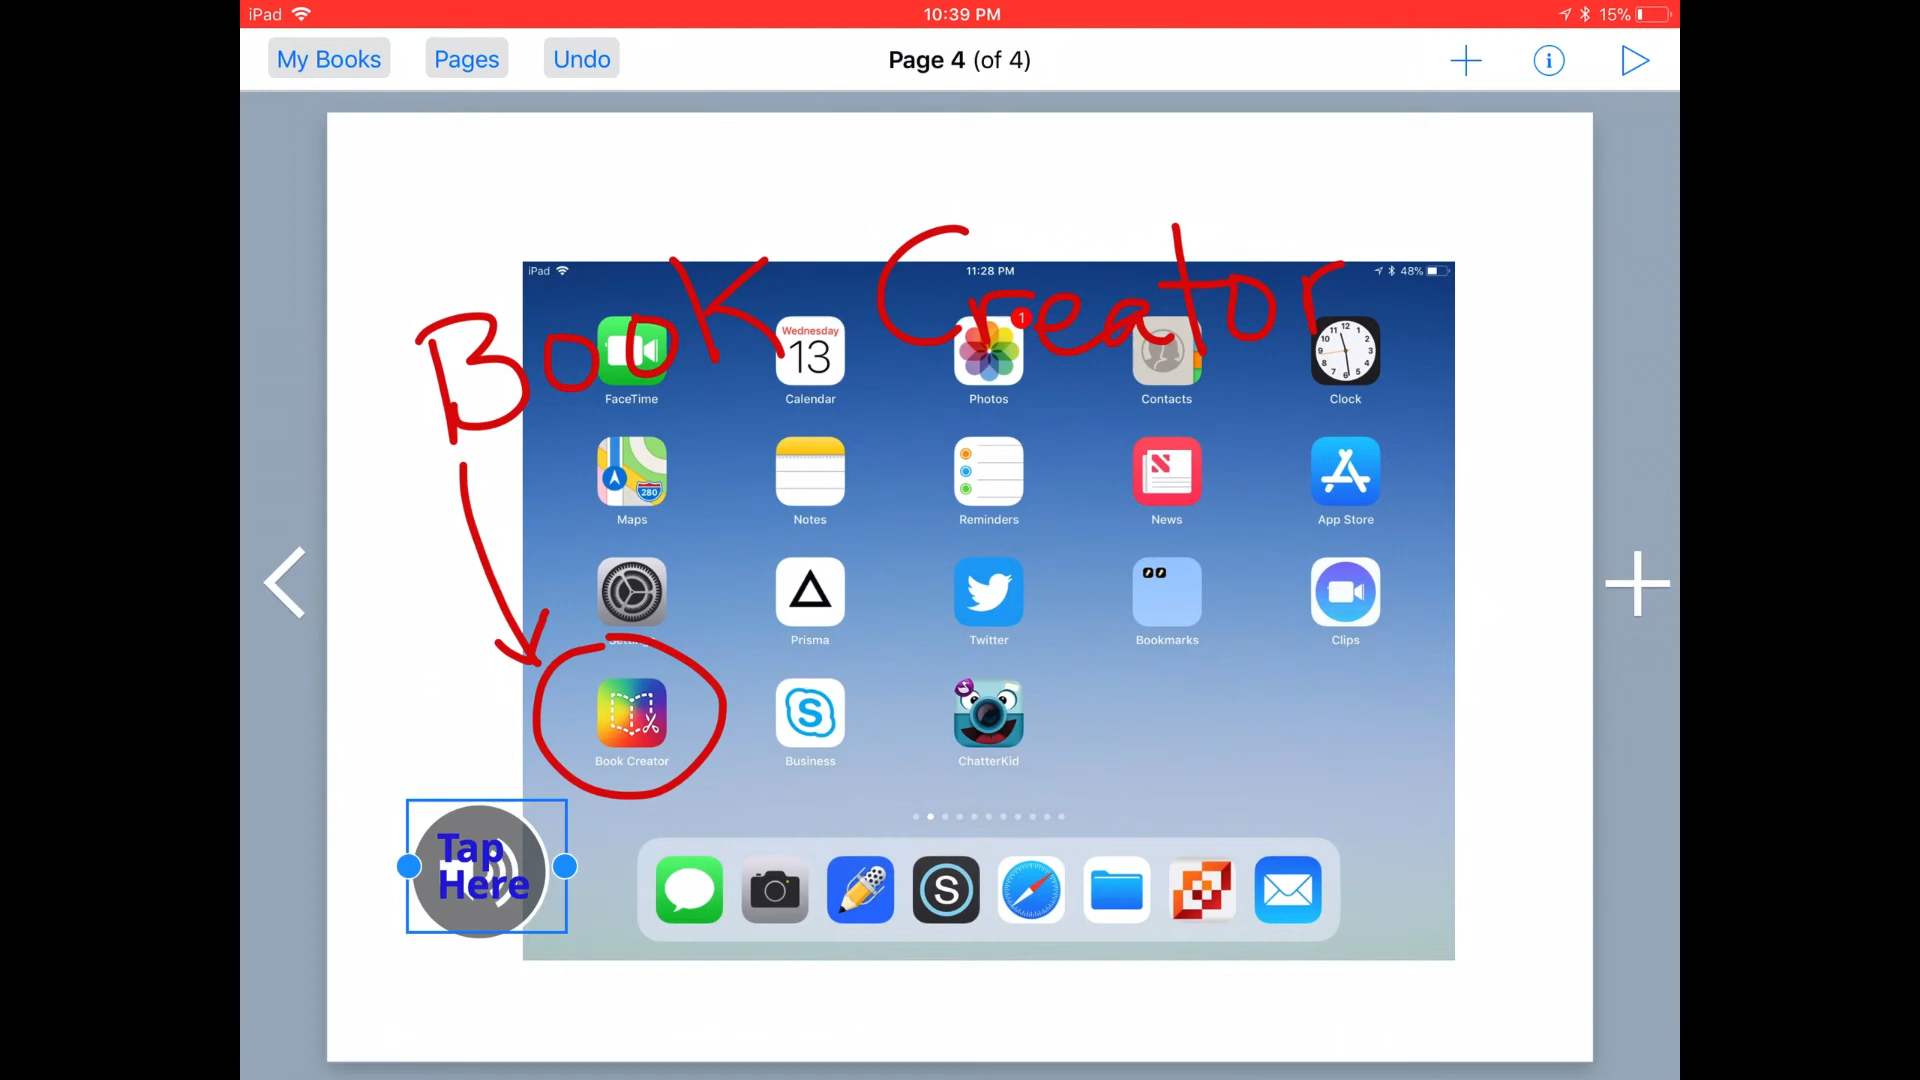 iPad 10:39 PM 15%
My Books Pages Undo Page 4 (of 4)
Book Creator
iPad 11:28 PM 48%
Wednesday
13
1
FaceTime Calendar Photos Contacts Clock
280
Maps Notes Reminders News App Store
Prisma Twitter Bookmarks Clips
Book Creator Business ChatterKid
Tap
Here